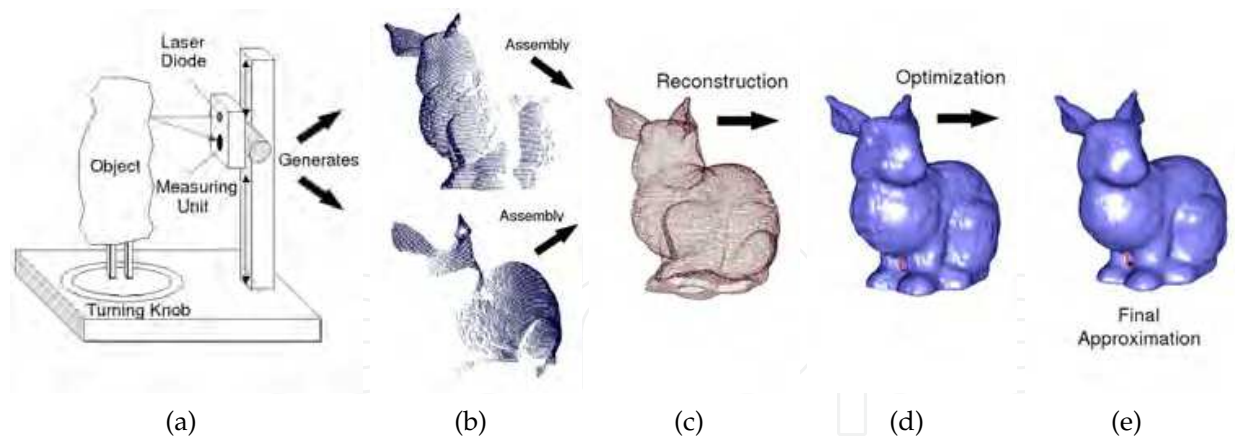 Laser
Diode
Object
Measuring
Unit
Turning Knob
Generates
Assembly
Assembly
Reconstruction
Optimization
Final
Approximation
(a) (b) (c) (d) (e)